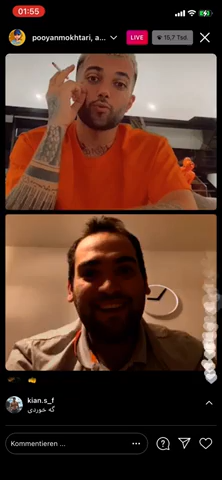 01:55
pooyanmokhtari, a...
LIVE
15,7 Tsd.
kian.s_f
گه خوردی
Kommentieren ...